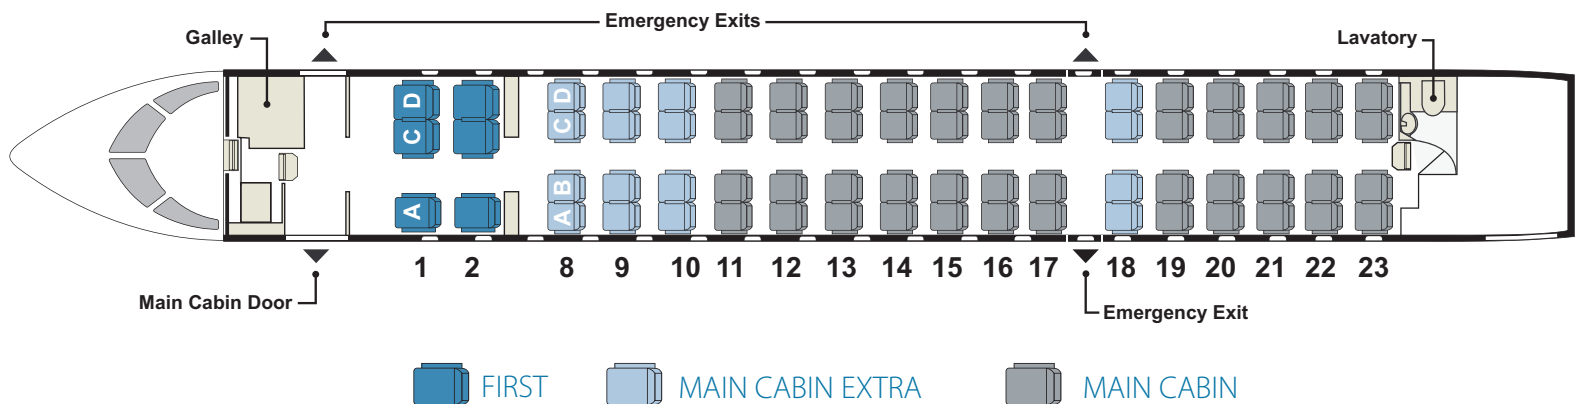 Emergency Exits
Galley
Lavatory
D D
C C
B
A A
1 2 8 9 10 11 12 13 14 15 16 17 18 19 20 21 22 23
Main Cabin Door
Emergency Exit
FIRST MAIN CABIN EXTRA MAIN CABIN